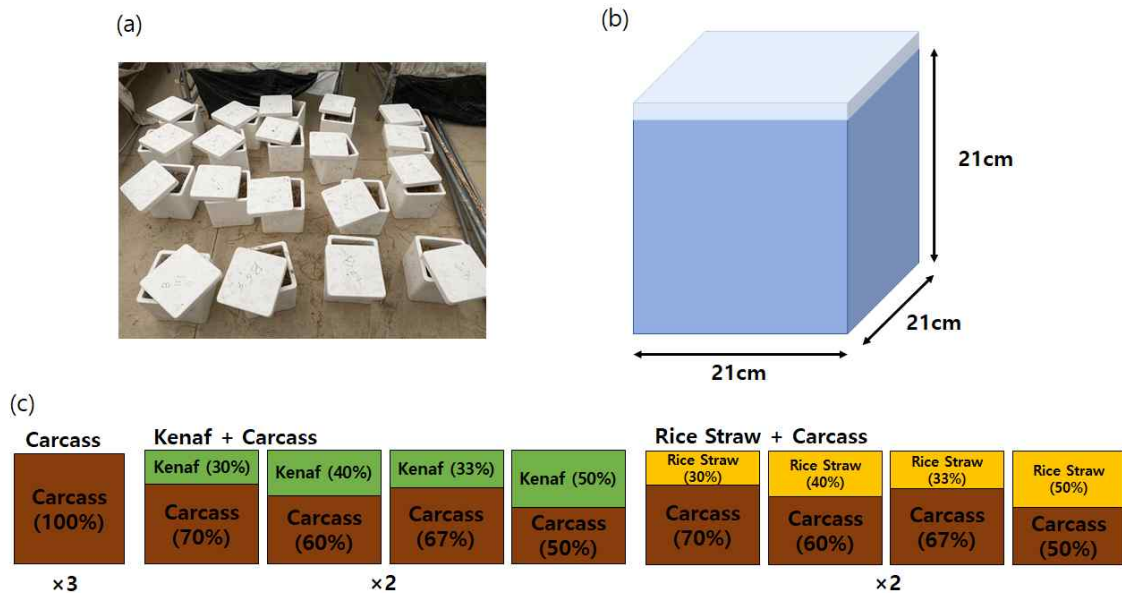 (a)
(b)
21cm
21cm
21cm
(c)
Carcass
Kenaf + Carcass
Rice Straw + Carcass
Carcass
(100%)
Kenaf (30%)
Carcass
(70%)
Kenaf (40%)
Carcass
(60%)
Kenaf (33%)
Carcass
(67%)
Kenaf (50%)
Carcass
(50%)
Rice Straw
(30%)
Carcass
(70%)
Rice Straw
(40%)
Carcass
(60%)
Rice Straw
(33%)
Carcass
(67%)
Rice Straw
(50%)
Carcass
(50%)
×3
×2
×2